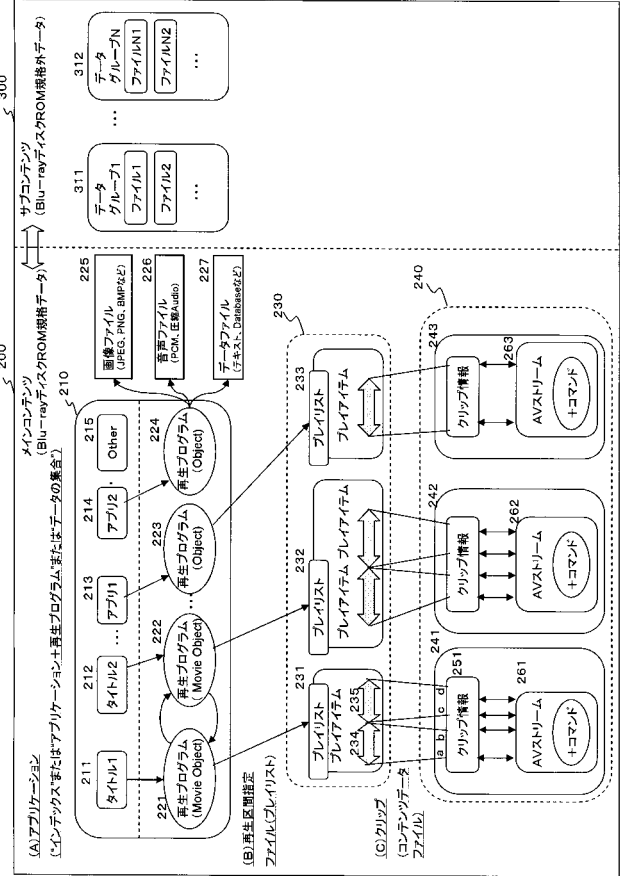 200
300
メインコンテンツ
(Blu－rayディスクROM規格データ)
サブコンテンツ
(Blu－rayディスクROM規格外データ)
(A)アプリケーション
("インデックス"または"アプリケーション＋再生プログラム"または"データの集合")
210
211
212
213
214
215
タイトル1
タイトル2
…
アプリ1
アプリ2
Other
221
222
223
224
再生プログラム
(Movie Object)
再生プログラム
(Movie Object)
…
再生プログラム
(Object)
再生プログラム
(Object)
225
画像ファイル
(JPEG、PNG、BMPなど)
226
音声ファイル
(PCM、圧縮Audio)
227
データファイル
(テキスト、Databaseなど)
311
データ
グループ1
ファイル1
ファイル2
…
…
312
データ
グループN
ファイルN1
ファイルN2
…
(B)再生区間指定
ファイル(プレイリスト)
230
231
232
233
プレイリスト
プレイアイテム
234
235
プレイリスト
プレイアイテム
プレイアイテム
プレイリスト
プレイアイテム
(C)クリップ
(コンテンツデータ
ファイル)
240
241
242
243
a
b
c
d
251
クリップ情報
クリップ情報
クリップ情報
261
262
263
AVストリーム
＋コマンド
AVストリーム
＋コマンド
AVストリーム
＋コマンド